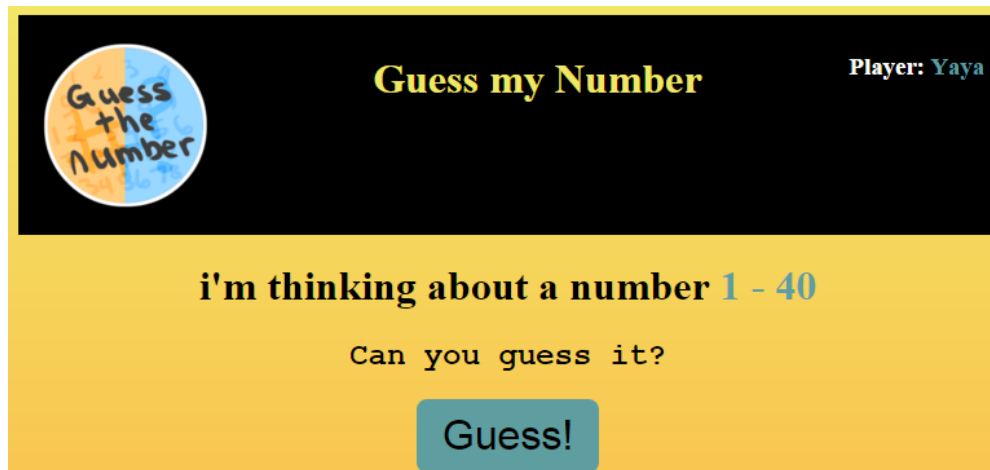 Guess
the
number
Guess my Number
Player: Yaya
i'm thinking about a number 1 - 40
Can you guess it?
Guess!